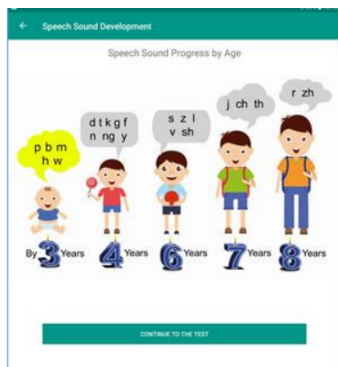 Speech Sound Development
Speech Sound Progress by Age
p b m
h w
d t k g f
n ng y
s z l
v sh
j ch th
r zh
By 3 Years
4 Years
6 Years
7 Years
8 Years
CONTINUE TO THE TEST